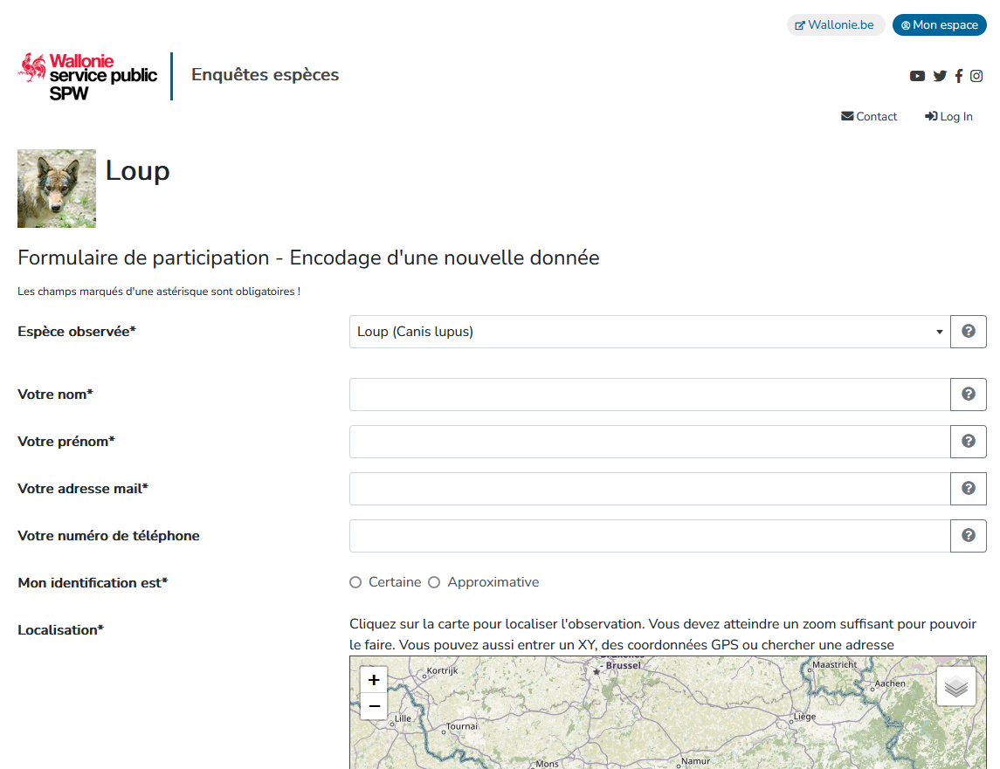 Wallonie.be
Mon espace
Wallonie
service public
SPW
Enquêtes espèces
Contact
Log In
Loup
Formulaire de participation - Encodage d'une nouvelle donnée
Les champs marqués d'une astérisque sont obligatoires !
Espèce observée*
Loup (Canis lupus)
Votre nom*
Votre prénom*
Votre adresse mail*
Votre numéro de téléphone
Mon identification est*
Certaine
Approximative
Localisation*
Cliquez sur la carte pour localiser l'observation. Vous devez atteindre un zoom suffisant pour pouvoir
le faire. Vous pouvez aussi entrer un XY, des coordonnées GPS ou chercher une adresse
+
−
Kortrijk
- Brussel
Maastricht
Aachen
Lille
Tournai
Liège
Mons
Namur